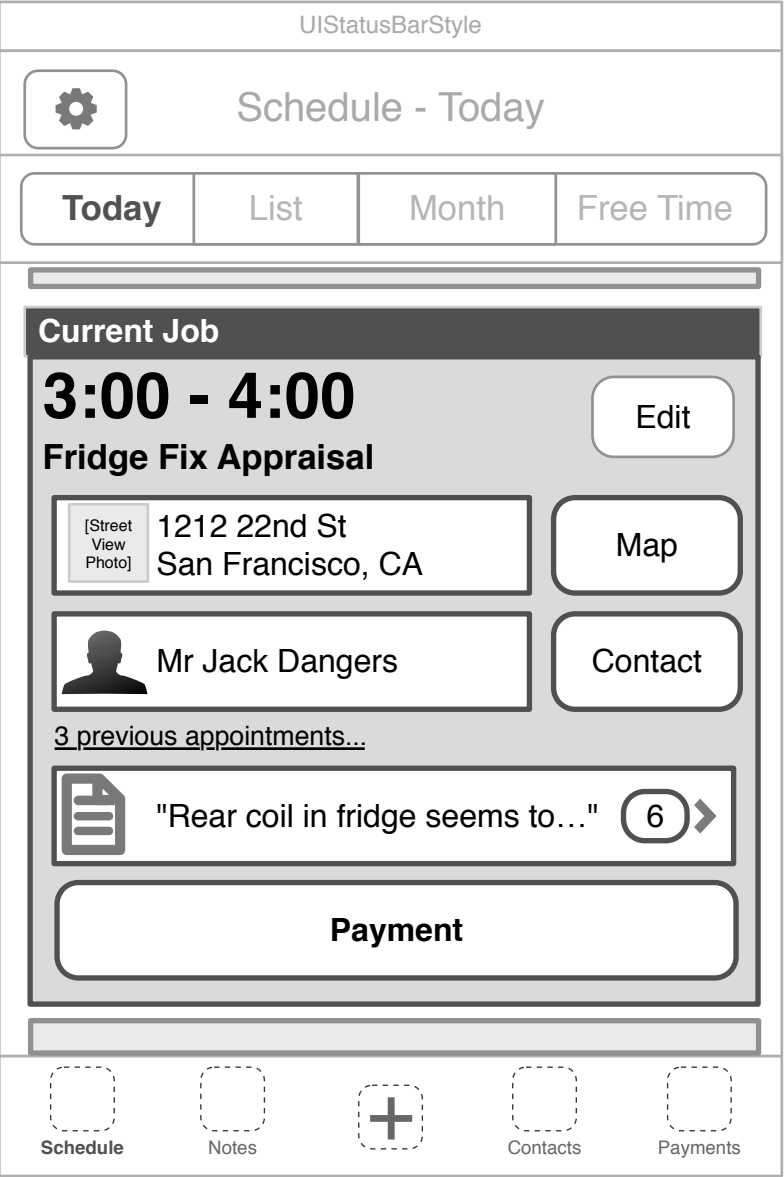 UIStatusBarStyle
Schedule - Today
Today List Month Free Time
Current Job
3:00 - 4:00
Edit
Fridge Fix Appraisal
[Street
View
Photo]
1212 22nd St
San Francisco, CA
Map
Mr Jack Dangers
Contact
3 previous appointments...
"Rear coil in fridge seems to…" 6
Payment
Schedule Notes Contacts Payments